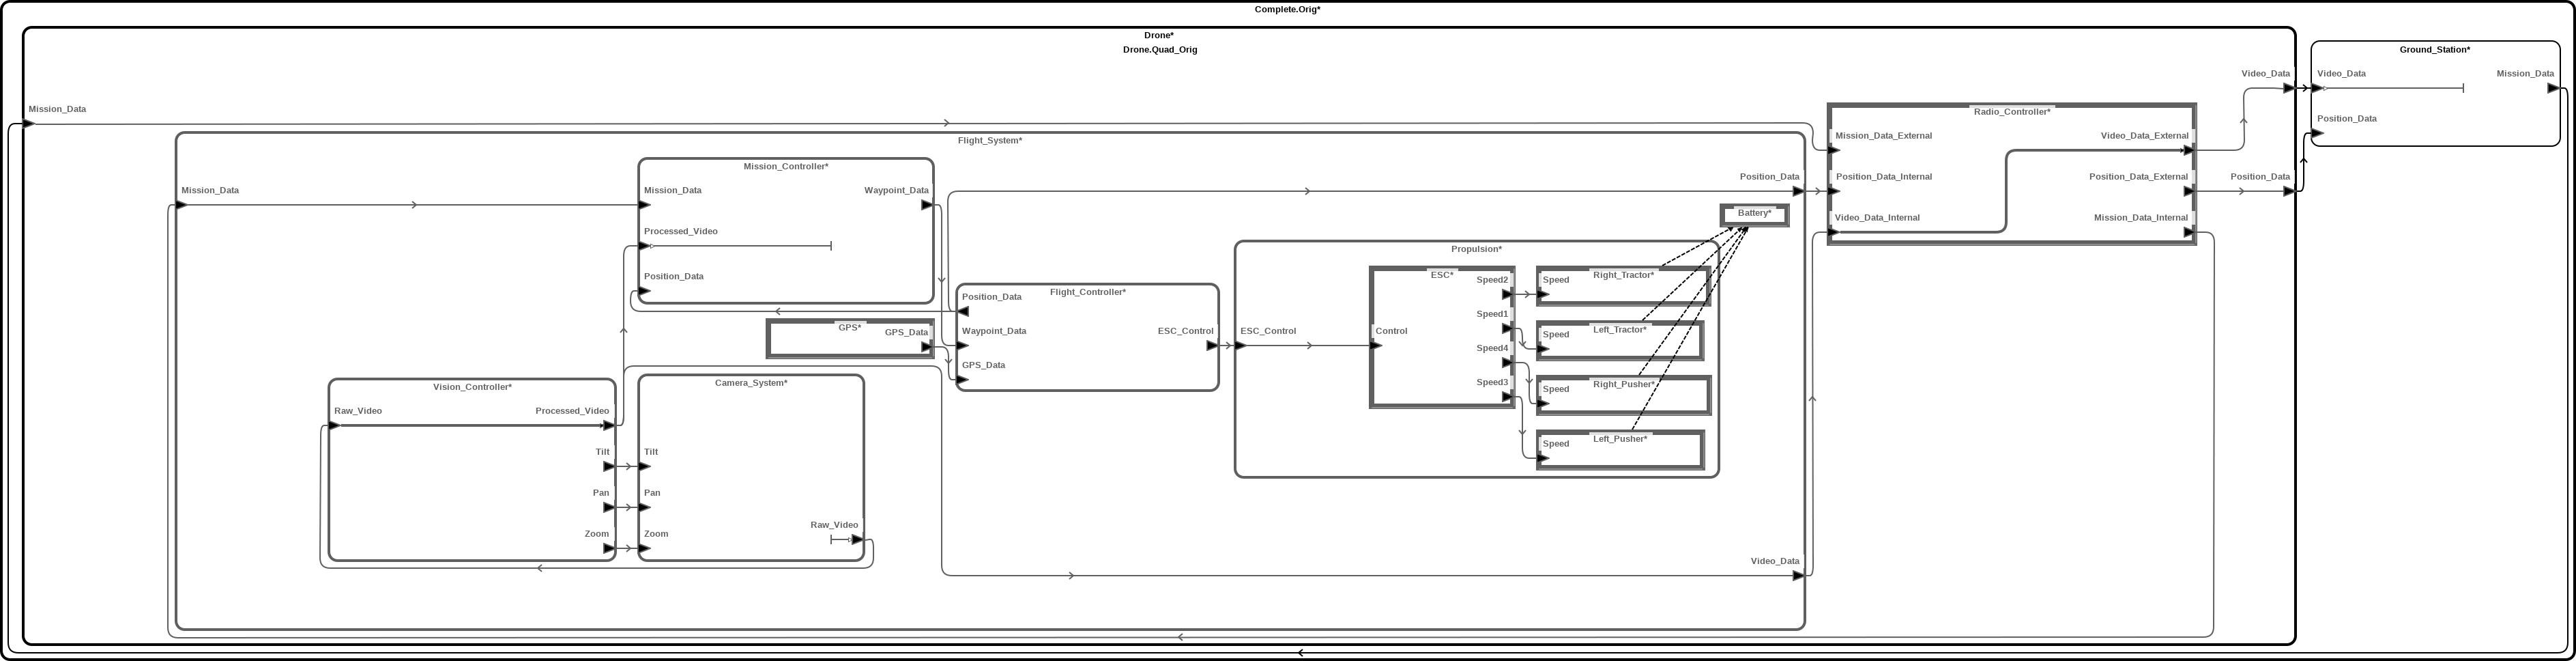 Complete.Orig*
Drone*
Drone.Quad_Orig
Ground_Station*
Video_Data
Video_Data
Mission_Data
Mission_Data
Radio_Controller*
Position_Data
Mission_Data_External
Video_Data_External
Flight_System*
Mission_Controller*
Position_Data
Position_Data_Internal
Position_Data_External
Position_Data
Mission_Data
Mission_Data
Waypoint_Data
Battery*
Video_Data_Internal
Mission_Data_Internal
Processed_Video
Propulsion*
Position_Data
ESC*
Speed2
Speed
Right_Tractor*
Position_Data
Flight_Controller*
Speed1
GPS*
GPS_Data
Waypoint_Data
ESC_Control
ESC_Control
Control
Speed
Left_Tractor*
Speed4
GPS_Data
Speed3
Speed
Right_Pusher*
Vision_Controller*
Camera_System*
Raw_Video
Processed_Video
Speed
Left_Pusher*
Tilt
Tilt
Pan
Pan
Raw_Video
Zoom
Zoom
Video_Data